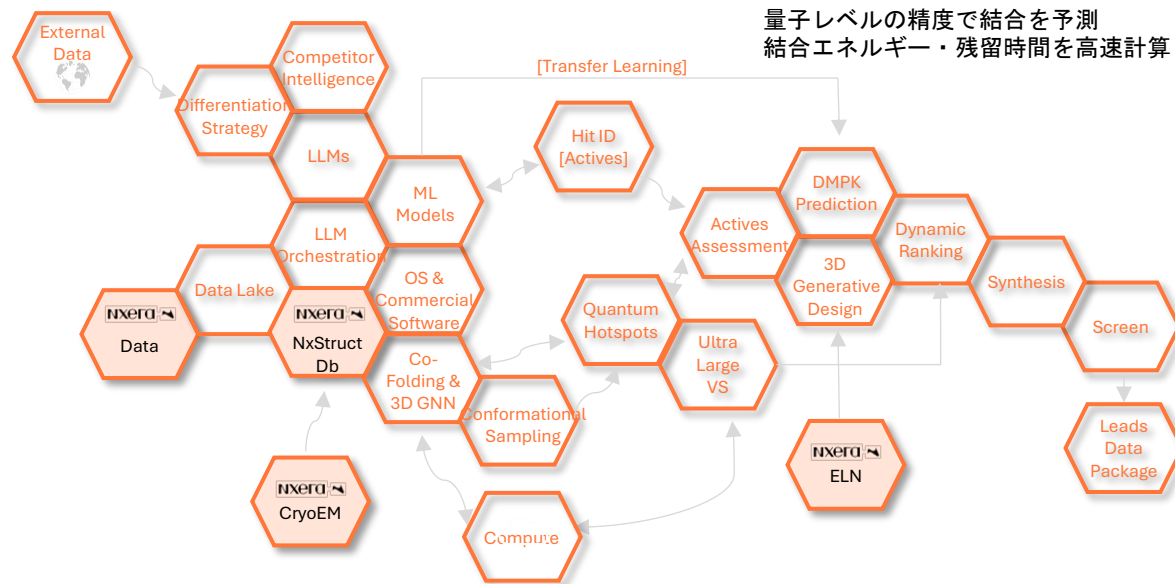 量子レベルの精度で結合を予測
結合エネルギー・残留時間を高速計算
External
Data
Competitor
Intelligence
Differentiation
Strategy
[Transfer Learning]
LLMs
Hit ID
[Actives]
ML
Models
DMPK
Prediction
Actives
Assessment
Dynamic
Ranking
LLM
Orchestration
Data Lake
OS &
Commercial
Software
3D
Generative
Design
Synthesis
Nxera
Data
Nxera
NxStruct
Db
Quantum
Hotspots
Screen
Co-
Folding &
3D GNN
Ultra
Large
VS
Conformational
Sampling
Leads
Data
Package
Nxera
ELN
Nxera
CryoEM
Compute